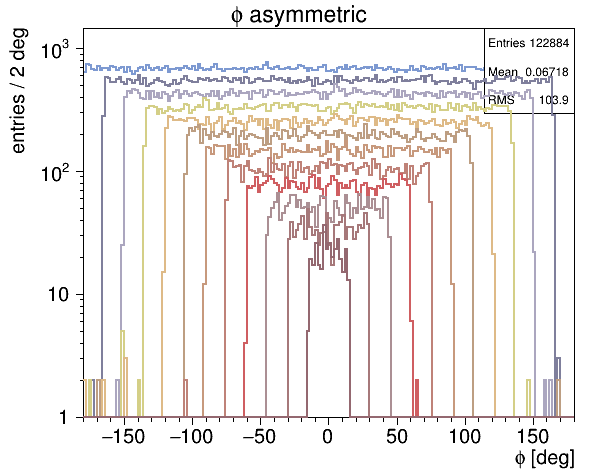 ϕ asymmetric
entries / 2 deg
Entries 122884
Mean 0.06718
RMS 103.9
10³
10²
10
1
−150 −100 −50 0 50 100 150
ϕ [deg]